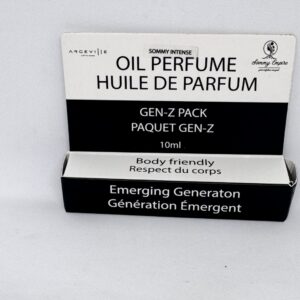 ARGEVILLE
SOMMY INTENSE
Sommy Empire
OIL PERFUME
HUILE DE PARFUM
GEN-Z PACK
PAQUET GEN-Z
10ml
Body friendly
Respect du corps
Emerging Generaton
Génération Émergent